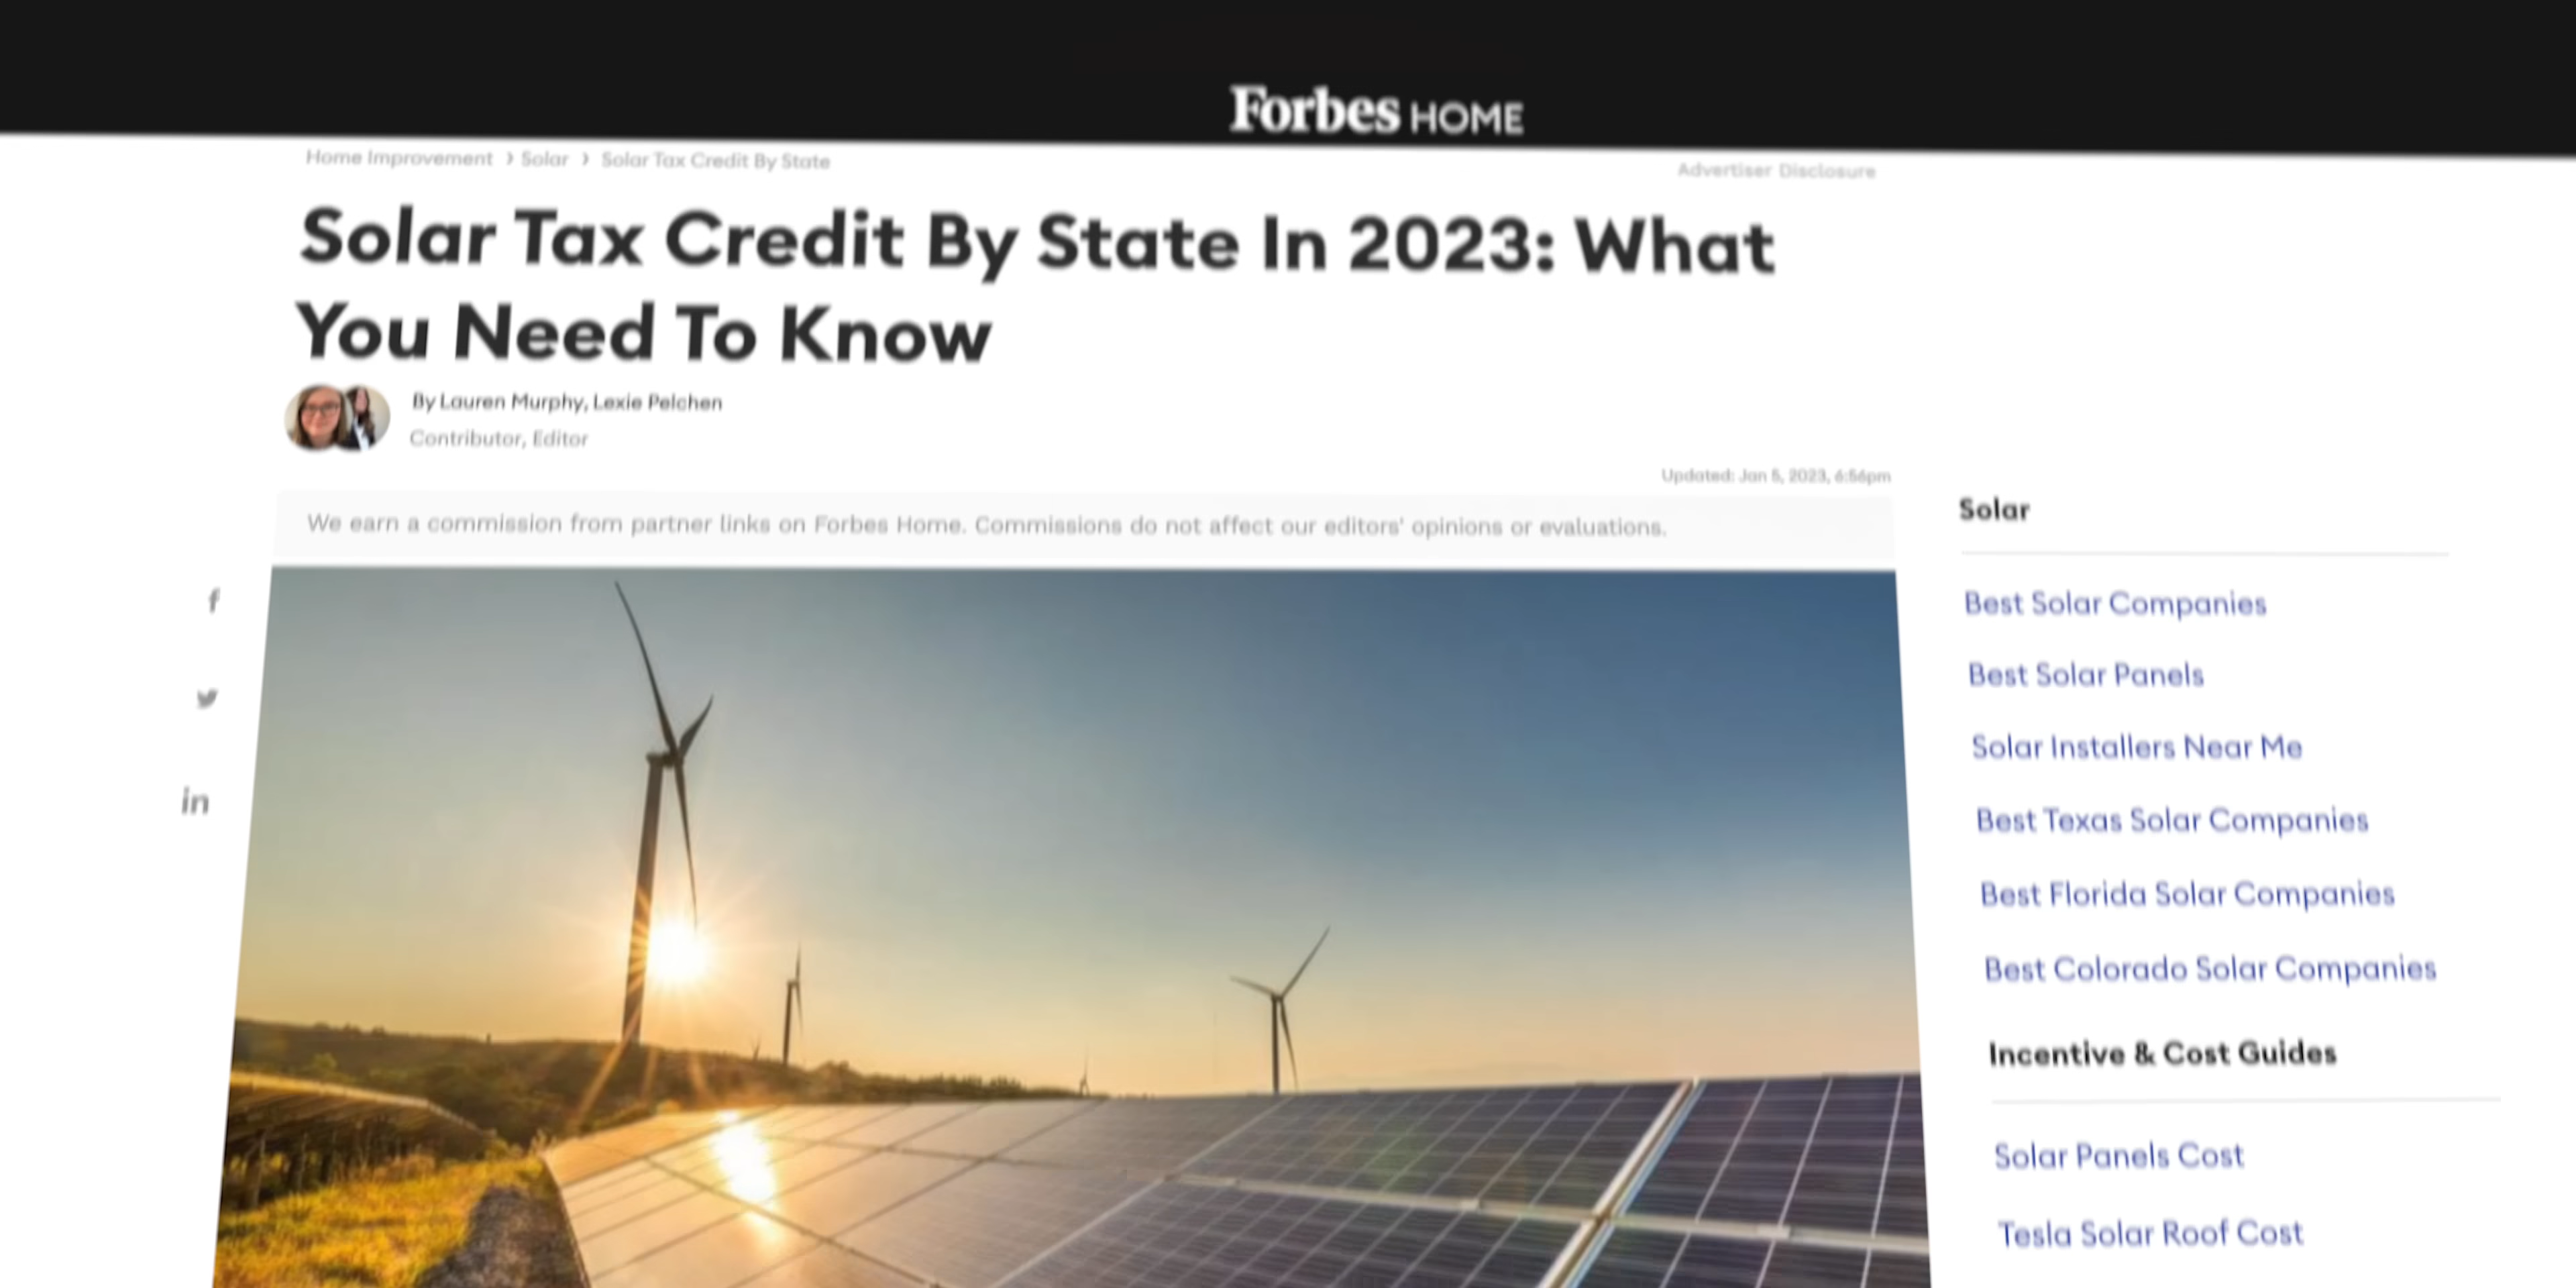 Forbes HOME
Home Improvement > Solar > Solar Tax Credit By State
Advertiser Disclosure
Solar Tax Credit By State In 2023: What
You Need To Know
By Lauren Murphy, Lexie Pelchen
Contributor, Editor
Updated: Jan 5, 2023, 6:56pm
We earn a commission from partner links on Forbes Home. Commissions do not affect our editors' opinions or evaluations.
f
in
Solar
Best Solar Companies
Best Solar Panels
Solar Installers Near Me
Best Texas Solar Companies
Best Florida Solar Companies
Best Colorado Solar Companies
Incentive & Cost Guides
Solar Panels Cost
Tesla Solar Roof Cost